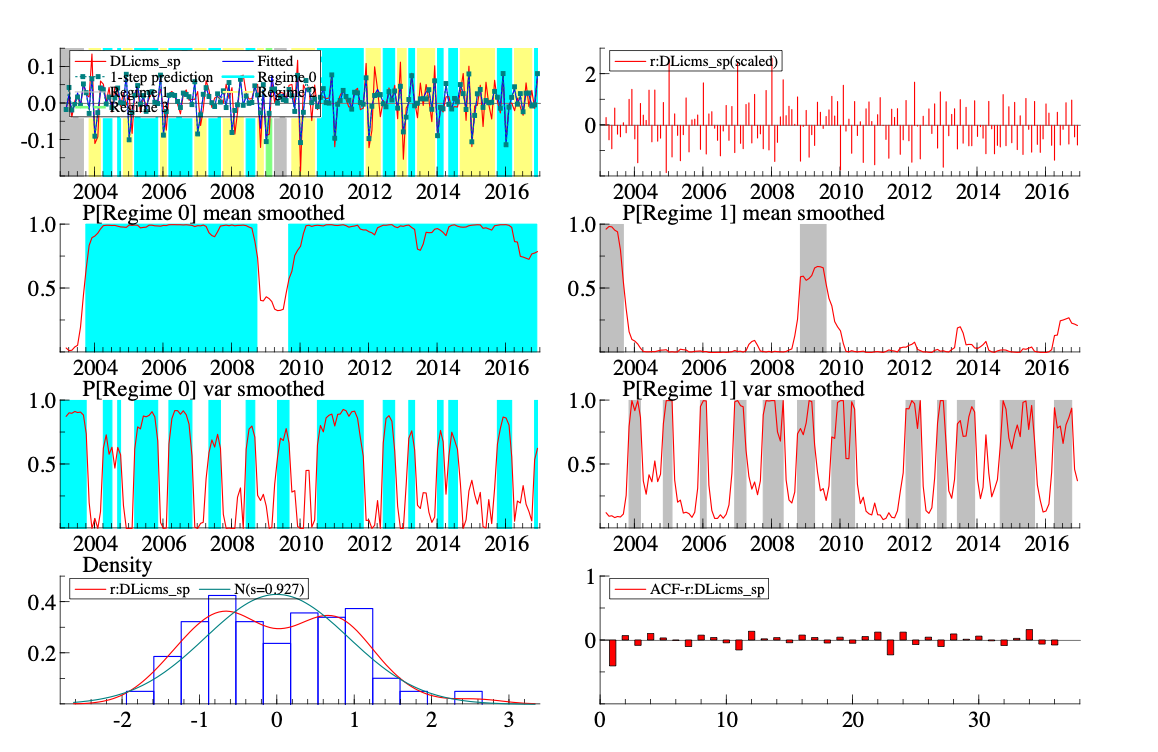 DLicms_sp Fitted
1-step prediction Regime 0
Regime 1 Regime 2
Regime 3
0.1
0.0
-0.1
2004 2006 2008 2010 2012 2014 2016
r:DLicms_sp(scaled)
2
0
2004 2006 2008 2010 2012 2014 2016
P[Regime 0] mean smoothed
1.0
0.5
2004 2006 2008 2010 2012 2014 2016
P[Regime 1] mean smoothed
1.0
0.5
2004 2006 2008 2010 2012 2014 2016
P[Regime 0] var smoothed
1.0
0.5
2004 2006 2008 2010 2012 2014 2016
P[Regime 1] var smoothed
1.0
0.5
2004 2006 2008 2010 2012 2014 2016
Density
r:DLicms_sp N(s=0.927)
0.4
0.2
-2 -1 0 1 2 3
ACF-r:DLicms_sp
1
0
0 10 20 30